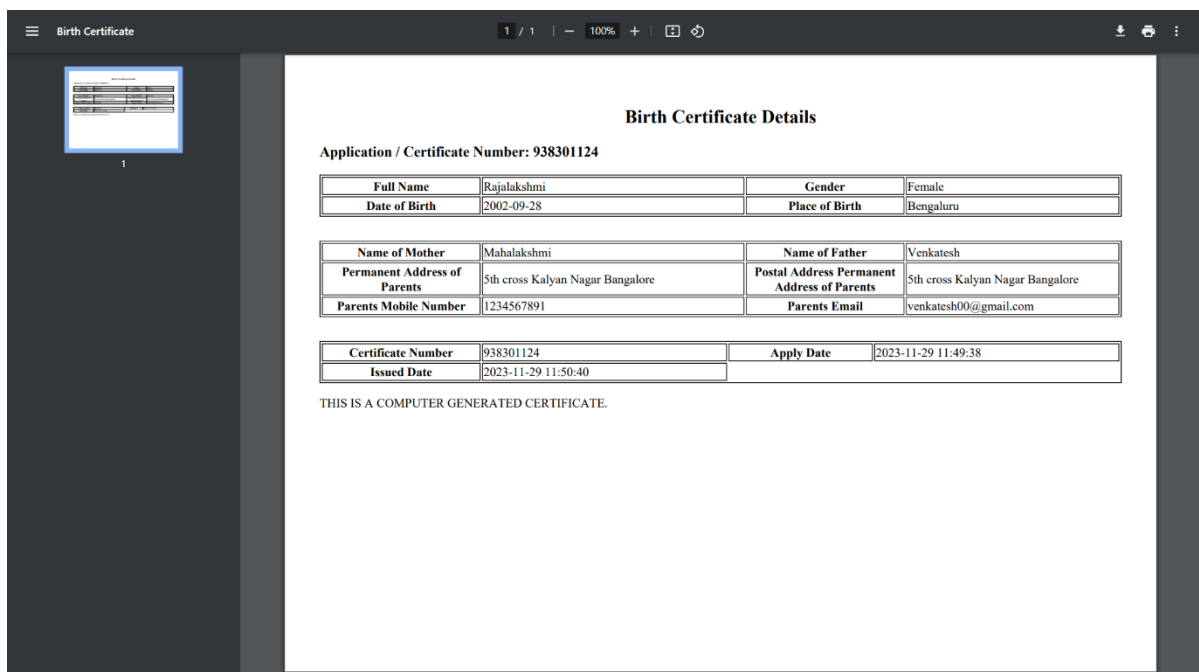 Birth Certificate
1 / 1 | − 100% + |
1
Birth Certificate Details
Application / Certificate Number: 938301124
Full Name Rajalakshmi Gender Female
Date of Birth 2002-09-28 Place of Birth Bengaluru
Name of Mother Mahalakshmi Name of Father Venkatesh
Permanent Address of Parents 5th cross Kalyan Nagar Bangalore Postal Address Permanent Address of Parents 5th cross Kalyan Nagar Bangalore
Parents Mobile Number 1234567891 Parents Email venkatesh00@gmail.com
Certificate Number 938301124 Apply Date 2023-11-29 11:49:38
Issued Date 2023-11-29 11:50:40
THIS IS A COMPUTER GENERATED CERTIFICATE.